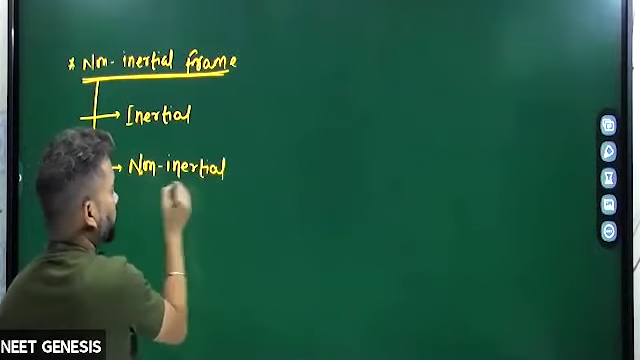 * Non-inertial frame
→ Inertial
→ Non-inertial
NEET GENESIS